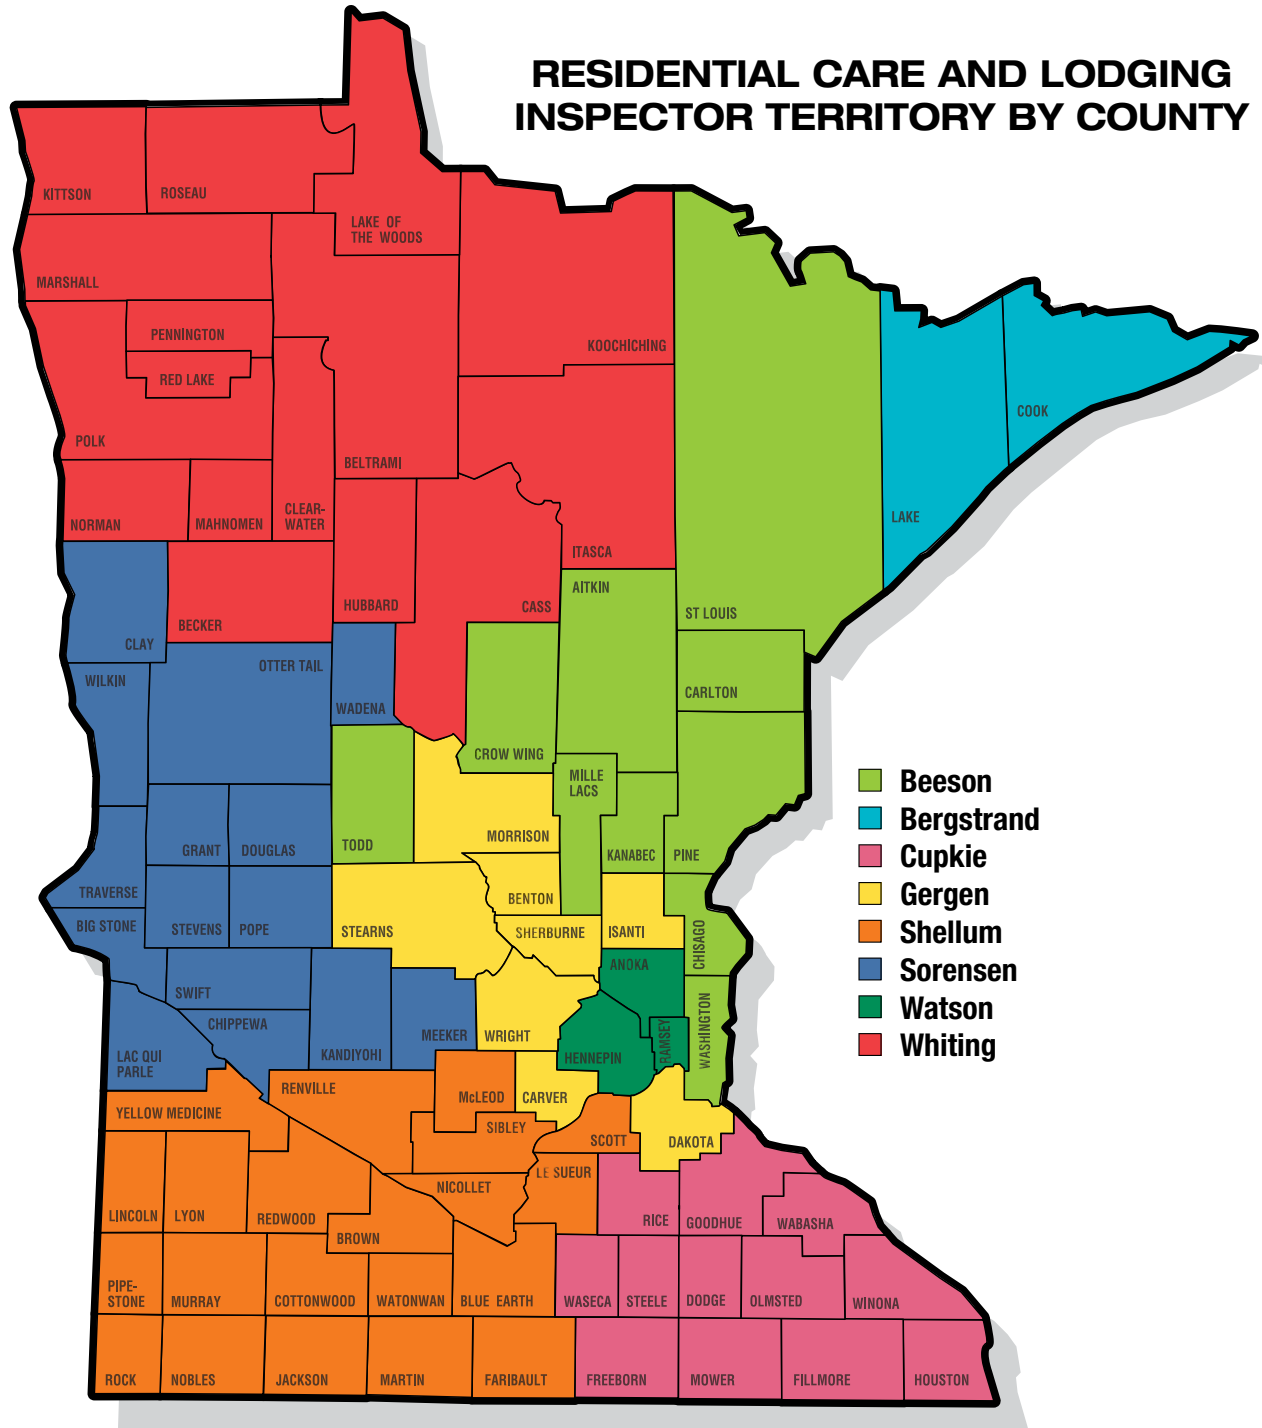 RESIDENTIAL CARE AND LODGING
INSPECTOR TERRITORY BY COUNTY
KITTSON
ROSEAU
LAKE OF
THE WOODS
MARSHALL
PENNINGTON
KOOCHICHING
RED LAKE
COOK
POLK
BELTRAMI
CLEAR-
WATER
LAKE
NORMAN
MAHNOMEN
ITASCA
AITKIN
HUBBARD
CASS
ST LOUIS
BECKER
CLAY
OTTER TAIL
WILKIN
CARLTON
WADENA
CROW WING
MILLE
LACS
Beeson
Bergstrand
Cupkie
Gergen
Shellum
Sorensen
Watson
Whiting
MORRISON
TODD
GRANT
DOUGLAS
KANABEC
PINE
TRAVERSE
BENTON
BIG STONE
STEVENS
POPE
STEARNS
SHERBURNE
ISANTI
CHISAGO
ANOKA
SWIFT
CHIPPEWA
MEEKER
WRIGHT
RAMSEY
WASHINGTON
LAC QUI
PARLE
KANDIYOHI
HENNEPIN
RENVILLE
McLEOD
CARVER
YELLOW MEDICINE
SIBLEY
SCOTT
DAKOTA
LE SUEUR
NICOLLET
LINCOLN
LYON
REDWOOD
RICE
GOODHUE
WABASHA
BROWN
PIPE-
STONE
MURRAY
COTTONWOOD
WATONWAN
BLUE EARTH
WASECA
STEELE
DODGE
OLMSTED
WINONA
ROCK
NOBLES
JACKSON
MARTIN
FARIBAULT
FREEBORN
MOWER
FILLMORE
HOUSTON